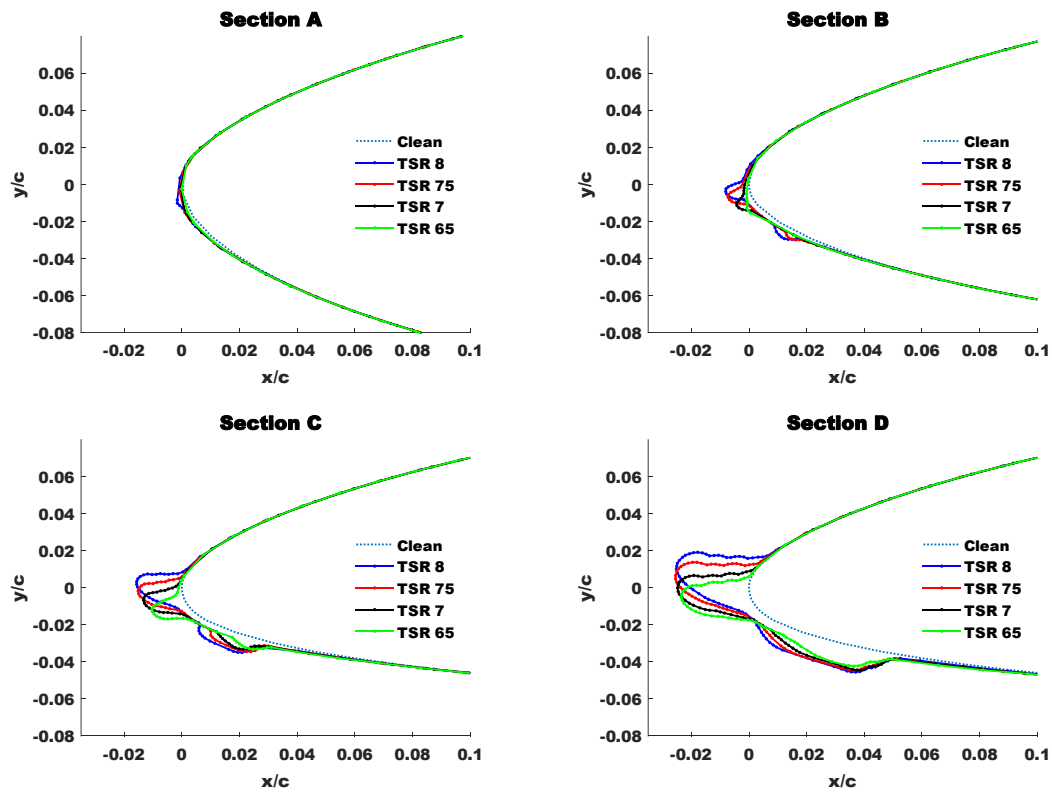 Section A
0.06
0.04
0.02
0
-0.02
-0.04
-0.06
-0.08
y/c
Clean
TSR 8
TSR 75
TSR 7
TSR 65
-0.02 0 0.02 0.04 0.06 0.08 0.1
x/c
Section B
0.06
0.04
0.02
0
-0.02
-0.04
-0.06
-0.08
y/c
Clean
TSR 8
TSR 75
TSR 7
TSR 65
-0.02 0 0.02 0.04 0.06 0.08 0.1
x/c
Section C
0.06
0.04
0.02
0
-0.02
-0.04
-0.06
-0.08
y/c
Clean
TSR 8
TSR 75
TSR 7
TSR 65
-0.02 0 0.02 0.04 0.06 0.08 0.1
x/c
Section D
0.06
0.04
0.02
0
-0.02
-0.04
-0.06
-0.08
y/c
Clean
TSR 8
TSR 75
TSR 7
TSR 65
-0.02 0 0.02 0.04 0.06 0.08 0.1
x/c